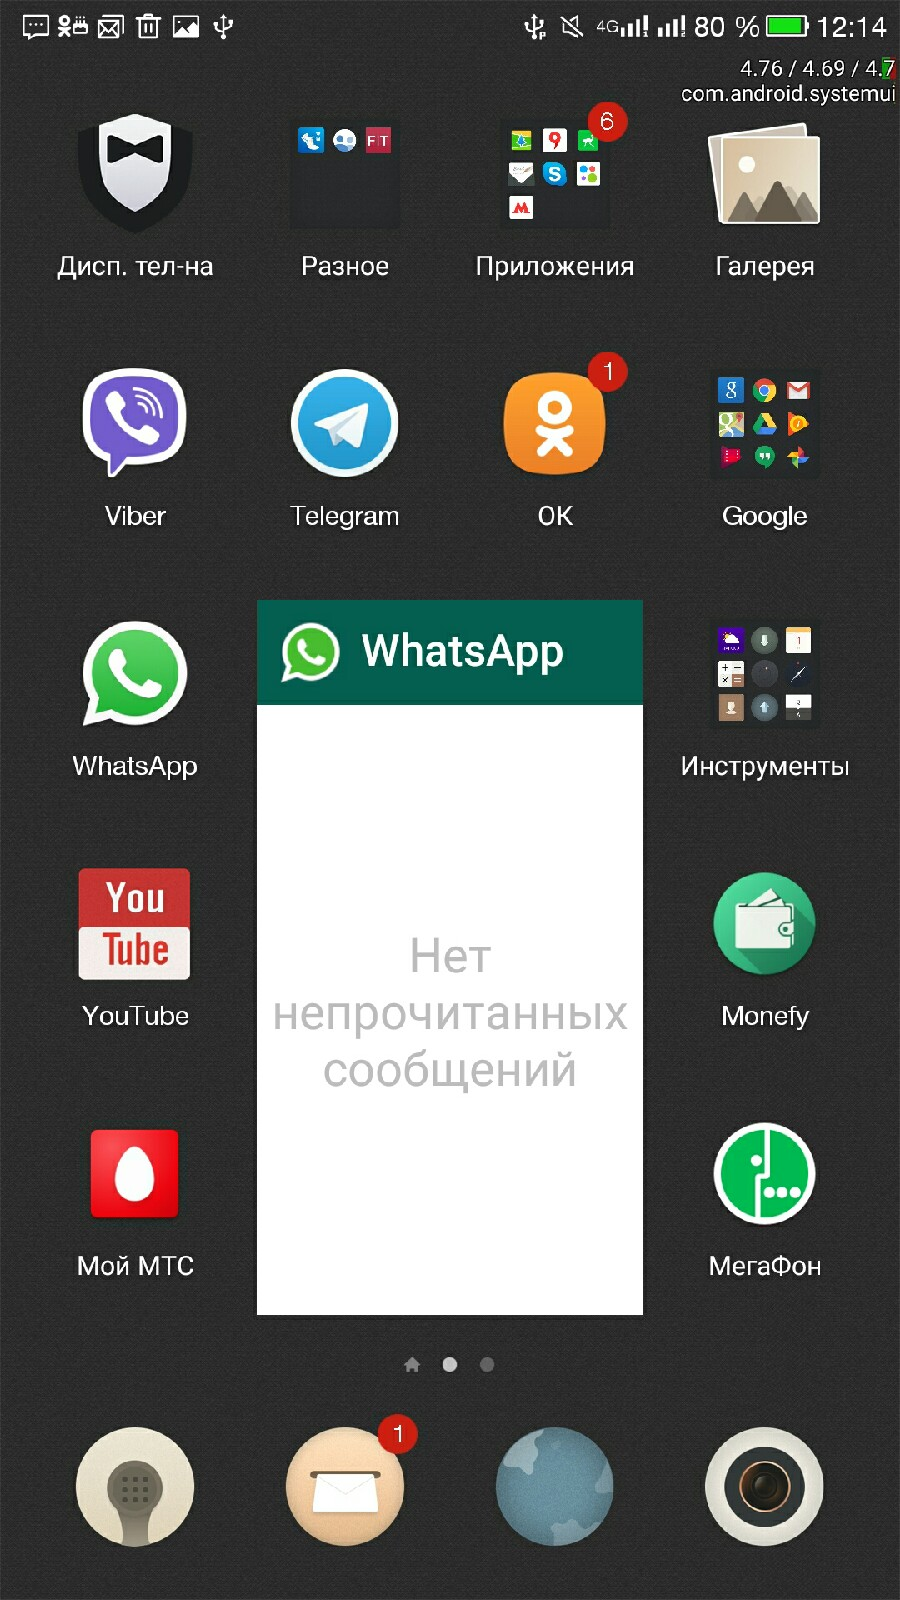 4G 80 % 12:14
4.76 / 4.69 / 4.7
com.android.systemui
FIT
6
Дисп. тел-на
Разное
Приложения
Галерея
1
Viber
Telegram
OK
Google
WhatsApp
WhatsApp
Инструменты
Нет
непрочитанных
сообщений
You
Tube
YouTube
Monefy
Мой МТС
МегаФон
1